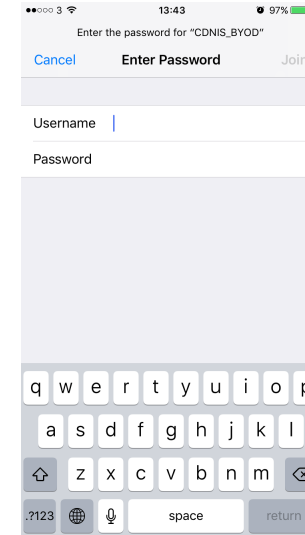 3 13:43 97%
Enter the password for “CDNIS_BYOD”
Cancel Enter Password Join
Username
Password
q w e r t y u i o p
a s d f g h j k l
z x c v b n m
.?123 space return